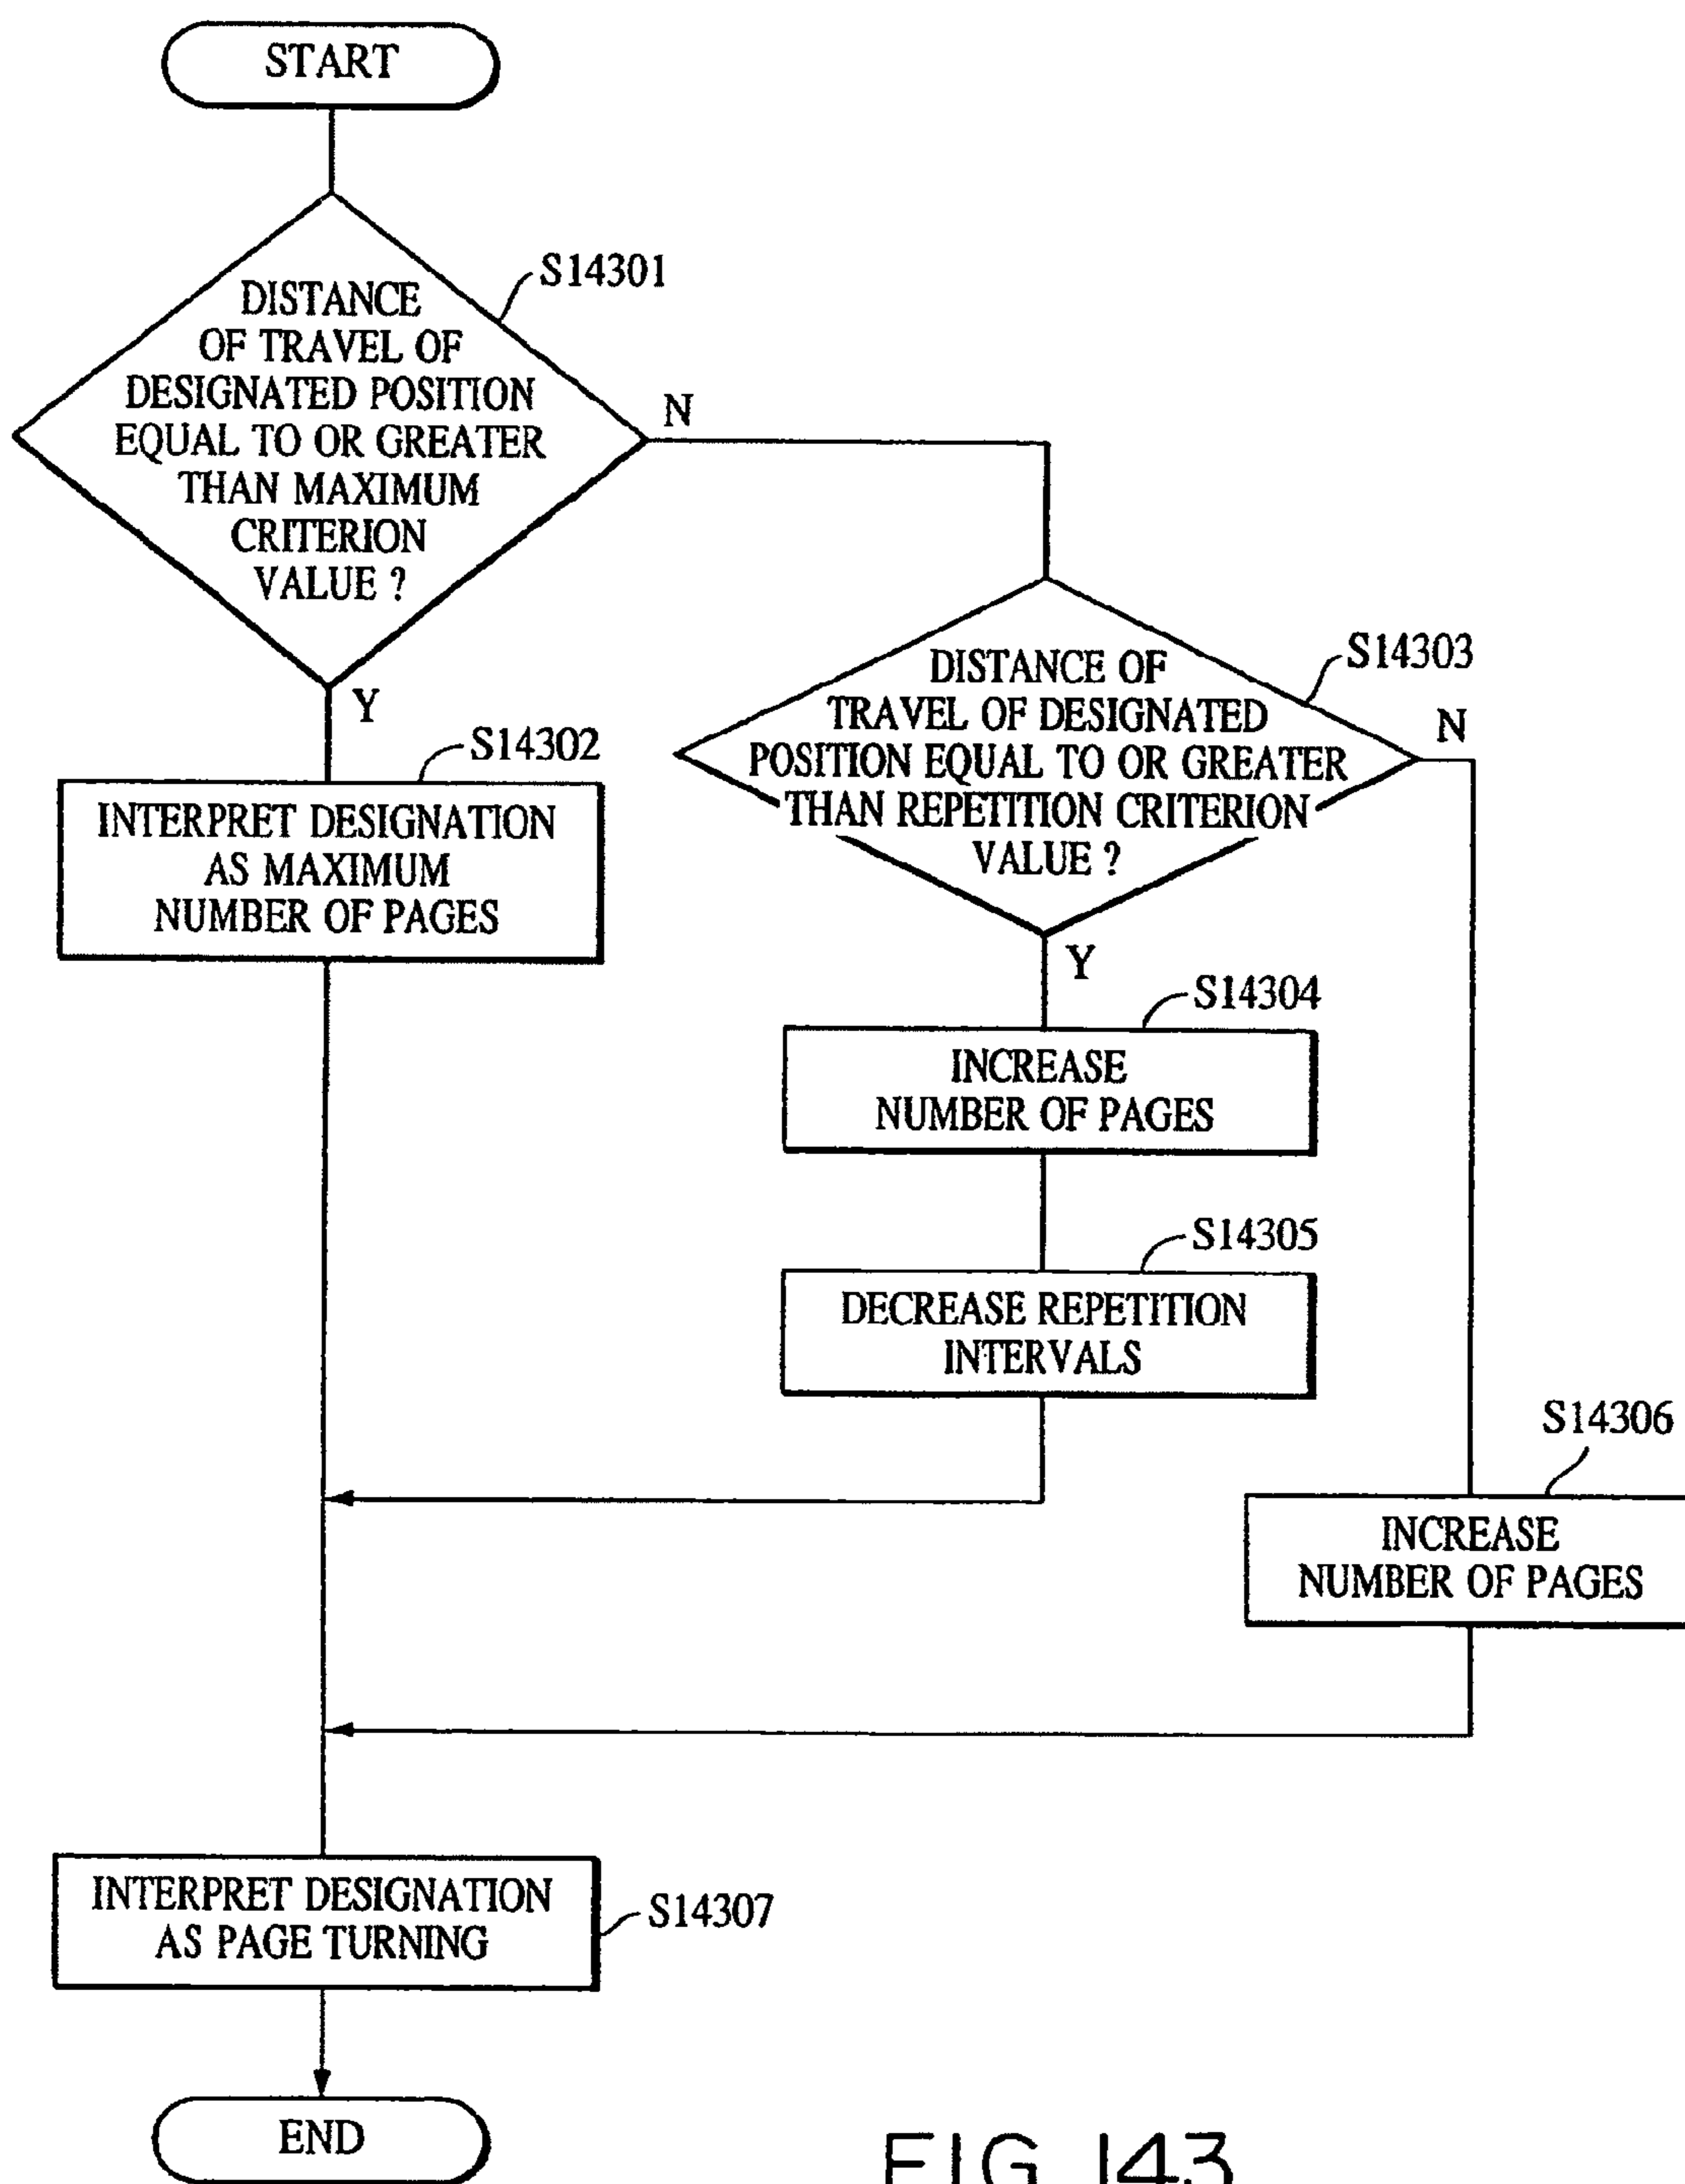 START
S14301
DISTANCE
OF TRAVEL OF
DESIGNATED POSITION
EQUAL TO OR GREATER
THAN MAXIMUM
CRITERION
VALUE ?
N
Y
S14302
INTERPRET DESIGNATION
AS MAXIMUM
NUMBER OF PAGES
S14303
DISTANCE OF
TRAVEL OF DESIGNATED
POSITION EQUAL TO OR GREATER
THAN REPETITION CRITERION
VALUE ?
N
Y
S14304
INCREASE
NUMBER OF PAGES
S14305
DECREASE REPETITION
INTERVALS
S14306
INCREASE
NUMBER OF PAGES
INTERPRET DESIGNATION
AS PAGE TURNING
S14307
END
FIG. 143